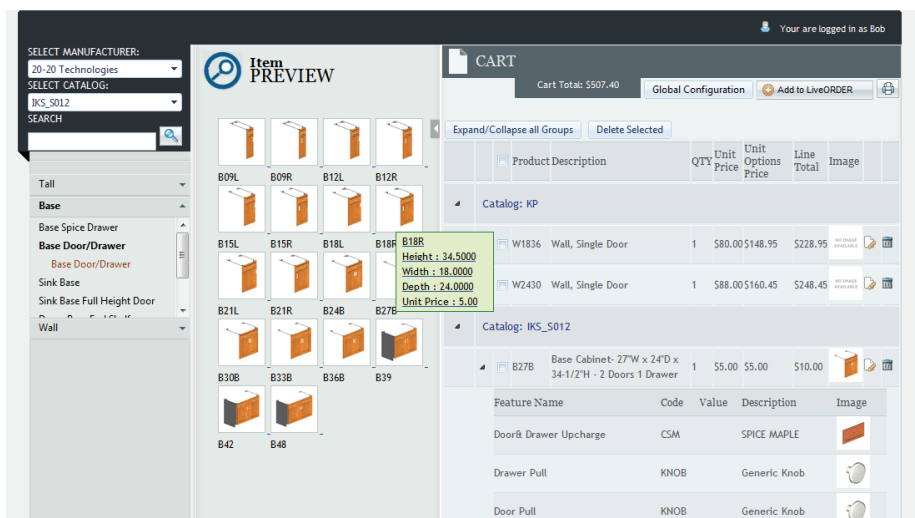 Your are logged in as Bob
SELECT MANUFACTURER:
20-20 Technologies
SELECT CATALOG:
IKS_S012
SEARCH
Tall
Base
Base Spice Drawer
Base Door/Drawer
Base Door/Drawer
Sink Base
Sink Base Full Height Door
Wall
Item
PREVIEW
B09L B09R B12L B12R
B15L B15R B18L B18R
B21L B21R B24B B27B
B30B B33B B36B B39
B42 B48
B18R
Height : 34.5000
Width : 18.0000
Depth : 24.0000
Unit Price : 5.00
CART
Cart Total: $507.40
Global Configuration
Add to LiveORDER
Expand/Collapse all Groups Delete Selected
Product Description QTY Unit Price Unit Options Price Line Total Image
Catalog: KP
W1836 Wall, Single Door 1 $80.00 $148.95 $228.95 NO IMAGE AVAILABLE
W2430 Wall, Single Door 1 $88.00 $160.45 $248.45 NO IMAGE AVAILABLE
Catalog: IKS_S012
B27B Base Cabinet- 27"W x 24"D x 34-1/2"H - 2 Doors 1 Drawer 1 $5.00 $5.00 $10.00
Feature Name Code Value Description Image
Door& Drawer Upcharge CSM SPICE MAPLE
Drawer Pull KNOB Generic Knob
Door Pull KNOB Generic Knob